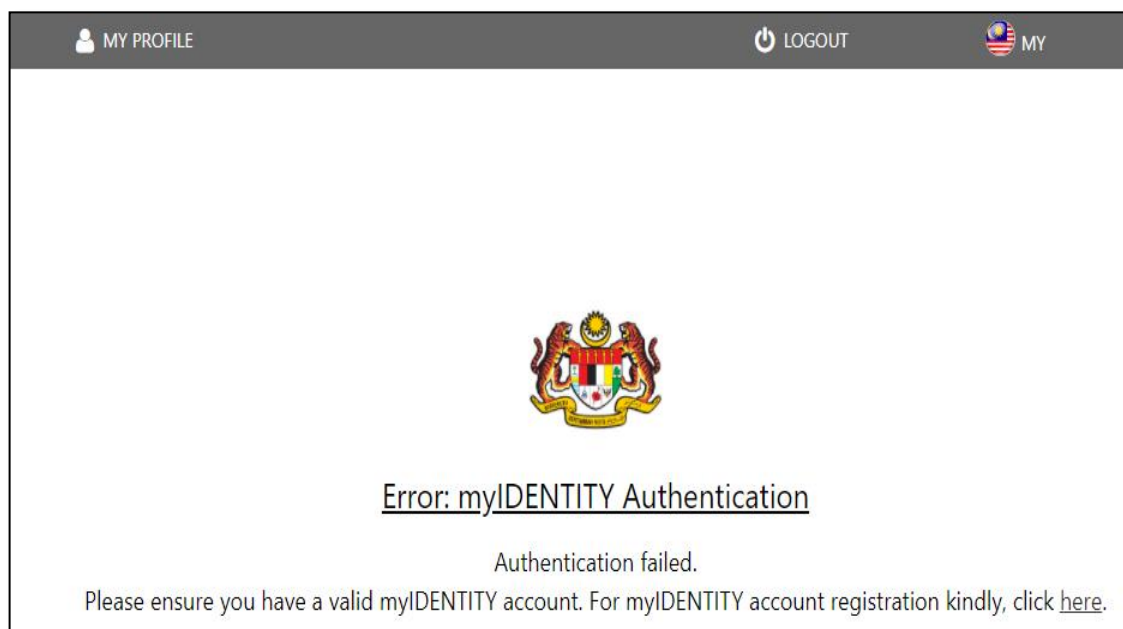 MY PROFILE LOGOUT MY
Error: myIDENTITY Authentication
Authentication failed.
Please ensure you have a valid myIDENTITY account. For myIDENTITY account registration kindly, click here.